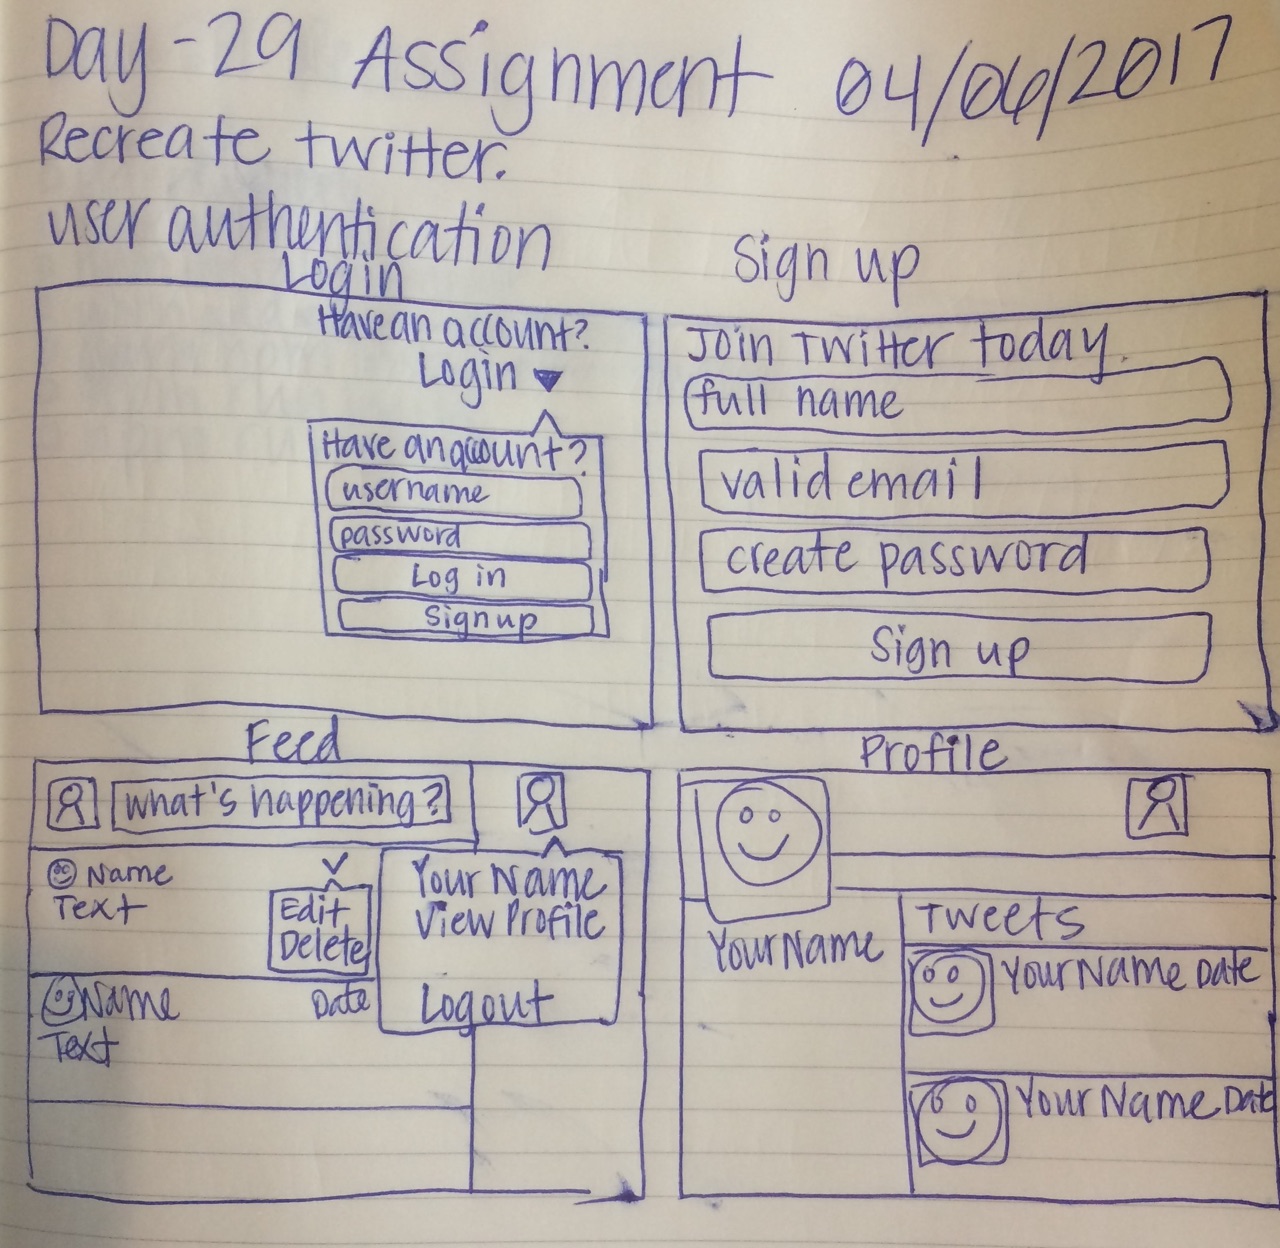 Day-29 Assignment 04/06/2017
Recreate twitter.
user authentication
Login
Have an account?
Login
Have an account?
username
password
Log in
Sign up
Sign up
Join Twitter today.
full name
valid email
create password
Sign up
Feed
what's happening?
Name
Text
Edit
Delete
Your Name
View Profile
Logout
Name
Date
Text
Profile
Your Name
Tweets
Your Name Date
Your Name Date